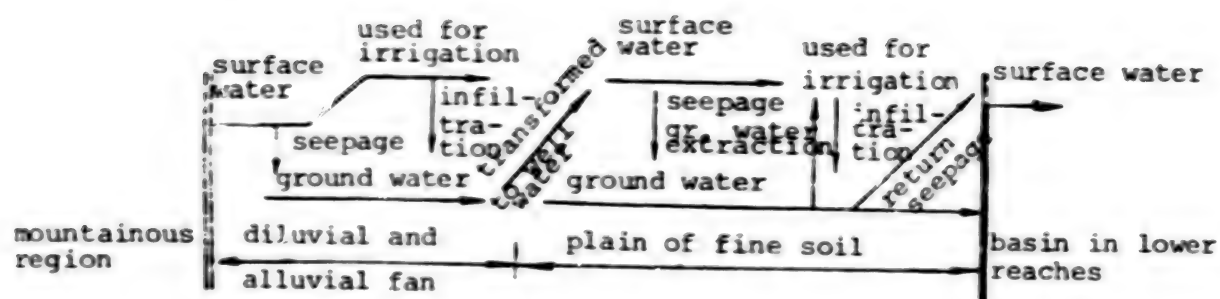 used for
irrigation
surface
water
used for
irrigation
surface
water
surface water
infil-
tra-
tion
seepage
transformed
to well
water
seepage
gr. water
extraction
infil-
tra-
tion
return
seepage
ground water
ground water
mountainous
region
diluvial and
alluvial fan
plain of fine soil
basin in lower
reaches